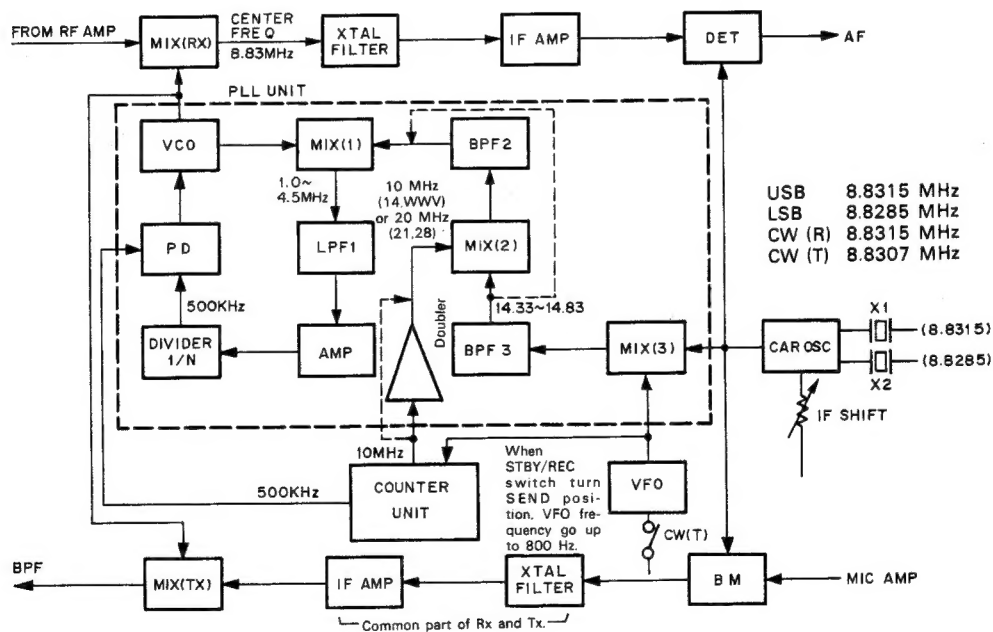 FROM RF AMP
MIX(RX)
CENTER
FREQ
8.83MHz
XTAL
FILTER
IF AMP
DET
AF
PLL UNIT
VCO
MIX(1)
BPF2
1.0~
4.5MHz
10 MHz
(14.WWV)
or 20 MHz
(21,28)
USB 8.8315 MHz
LSB 8.8285 MHz
CW (R) 8.8315 MHz
CW (T) 8.8307 MHz
PD
LPF1
MIX(2)
500KHz
Doubler
14.33~14.83
X1
DIVIDER
1/N
AMP
BPF 3
MIX(3)
CAR OSC
(8.8315)
(8.8285)
X2
IF SHIFT
10MHz
500KHz
COUNTER
UNIT
When
STBY/REC
switch turn
SEND posi-
tion, VFO fre-
quency go up
to 800 Hz.
VFO
CW(T)
BPF
MIX(TX)
IF AMP
XTAL
FILTER
BM
MIC AMP
Common part of Rx and Tx.